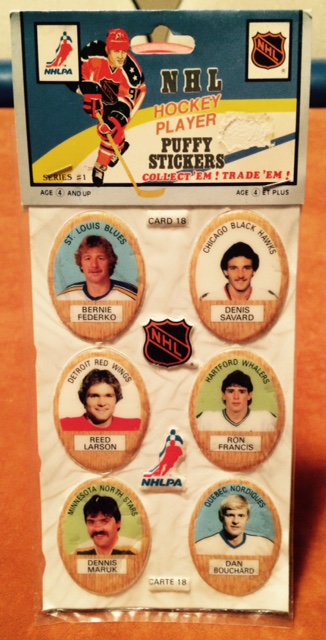 NHLPA
NHL
NHL
HOCKEY
PLAYER
PUFFY
STICKERS
COLLECT 'EM! TRADE 'EM!
SERIES #1
AGE 4 AND UP
AGE 4 ET PLUS
CARD 18
ST. LOUIS BLUES
BERNIE
FEDERKO
CHICAGO BLACK HAWKS
DENIS
SAVARD
NHL
DETROIT RED WINGS
REED
LARSON
HARTFORD WHALERS
RON
FRANCIS
NHLPA
MINNESOTA NORTH STARS
DENNIS
MARUK
QUEBEC NORDIQUES
DAN
BOUCHARD
CARTE 18